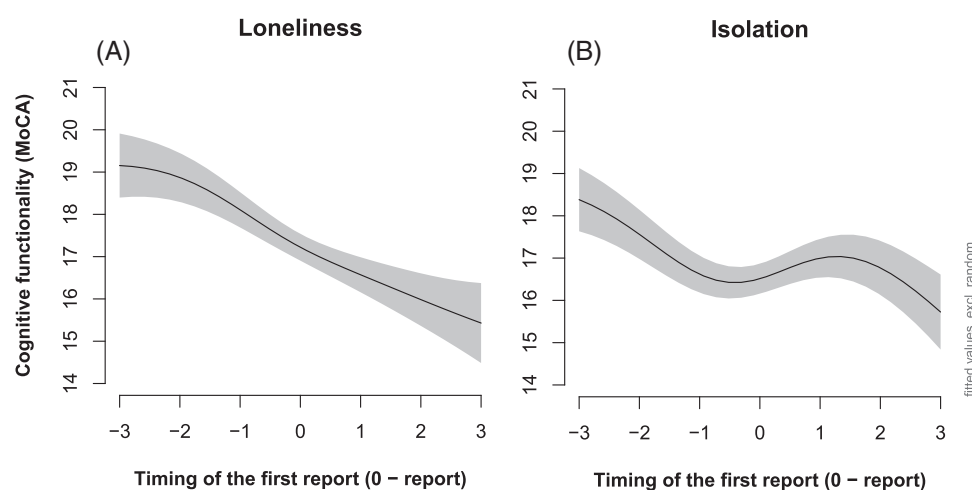 Loneliness
(A)
Cognitive functionality (MoCA)
21
20
19
18
17
16
15
14
−3 −2 −1 0 1 2 3
Timing of the first report (0 − report)
Isolation
(B)
21
20
19
18
17
16
15
14
−3 −2 −1 0 1 2 3
Timing of the first report (0 − report)
fitted values, excl. random